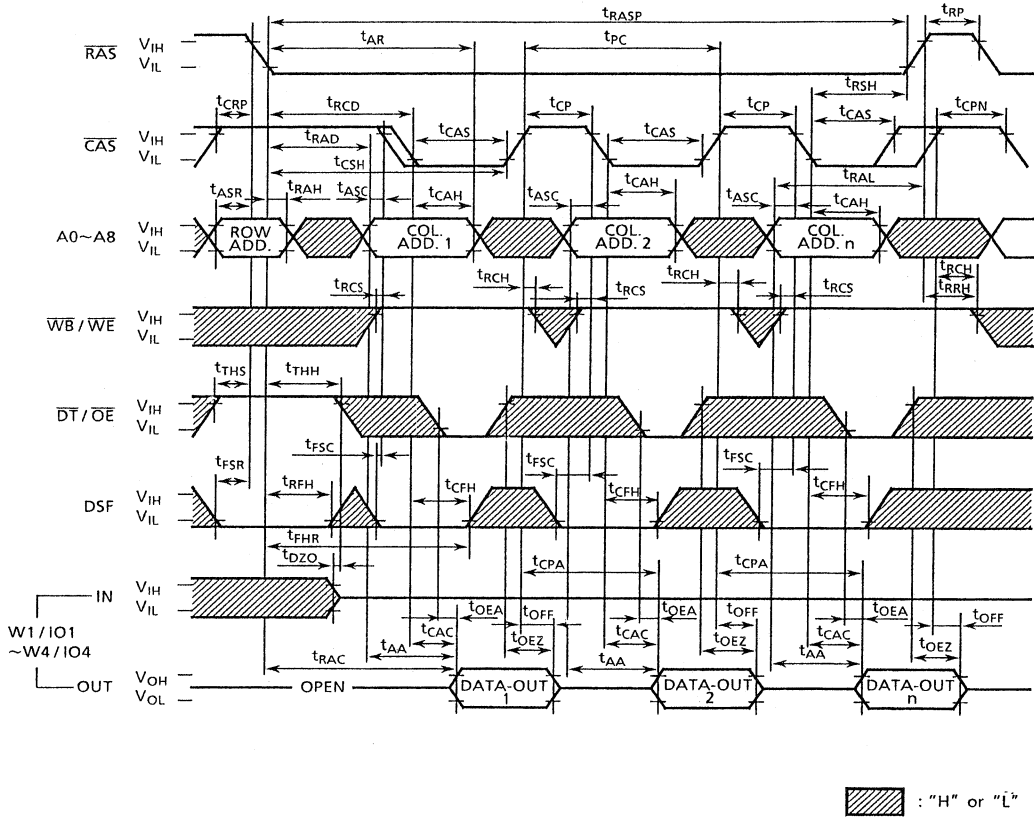 tRASP
tRP
tAR
tPC
RAS
VIH
VIL
tRSH
tCRP
tRCD
tCP
tCP
tCAS
tCPN
CAS
VIH
VIL
tRAD
tCAS
tCAS
tCSH
tRAL
tASR
tRAH
tASC
tCAH
tASC
tCAH
tASC
tCAH
A0~A8
VIH
VIL
ROW ADD.
COL. ADD. 1
COL. ADD. 2
COL. ADD. n
tRCS
tRCH
tRCS
tRCH
tRCS
tRCH
tRRH
WB / WE
VIH
VIL
tTHS
tTHH
DT / OE
VIH
VIL
tFSC
tFSR
tFSC
tFSC
DSF
VIH
VIL
tRFH
tCFH
tCFH
tCFH
tFHR
tDZO
tCPA
tCPA
IN
VIH
VIL
W1 / IO1
~W4 / IO4
tOEA
tOFF
tOEA
tOFF
tOEA
tOFF
tCAC
tOEZ
tCAC
tOEZ
tCAC
tOEZ
tRAC
tAA
tAA
tAA
OUT
VOH
VOL
OPEN
DATA-OUT 1
DATA-OUT 2
DATA-OUT n
: "H" or "L"